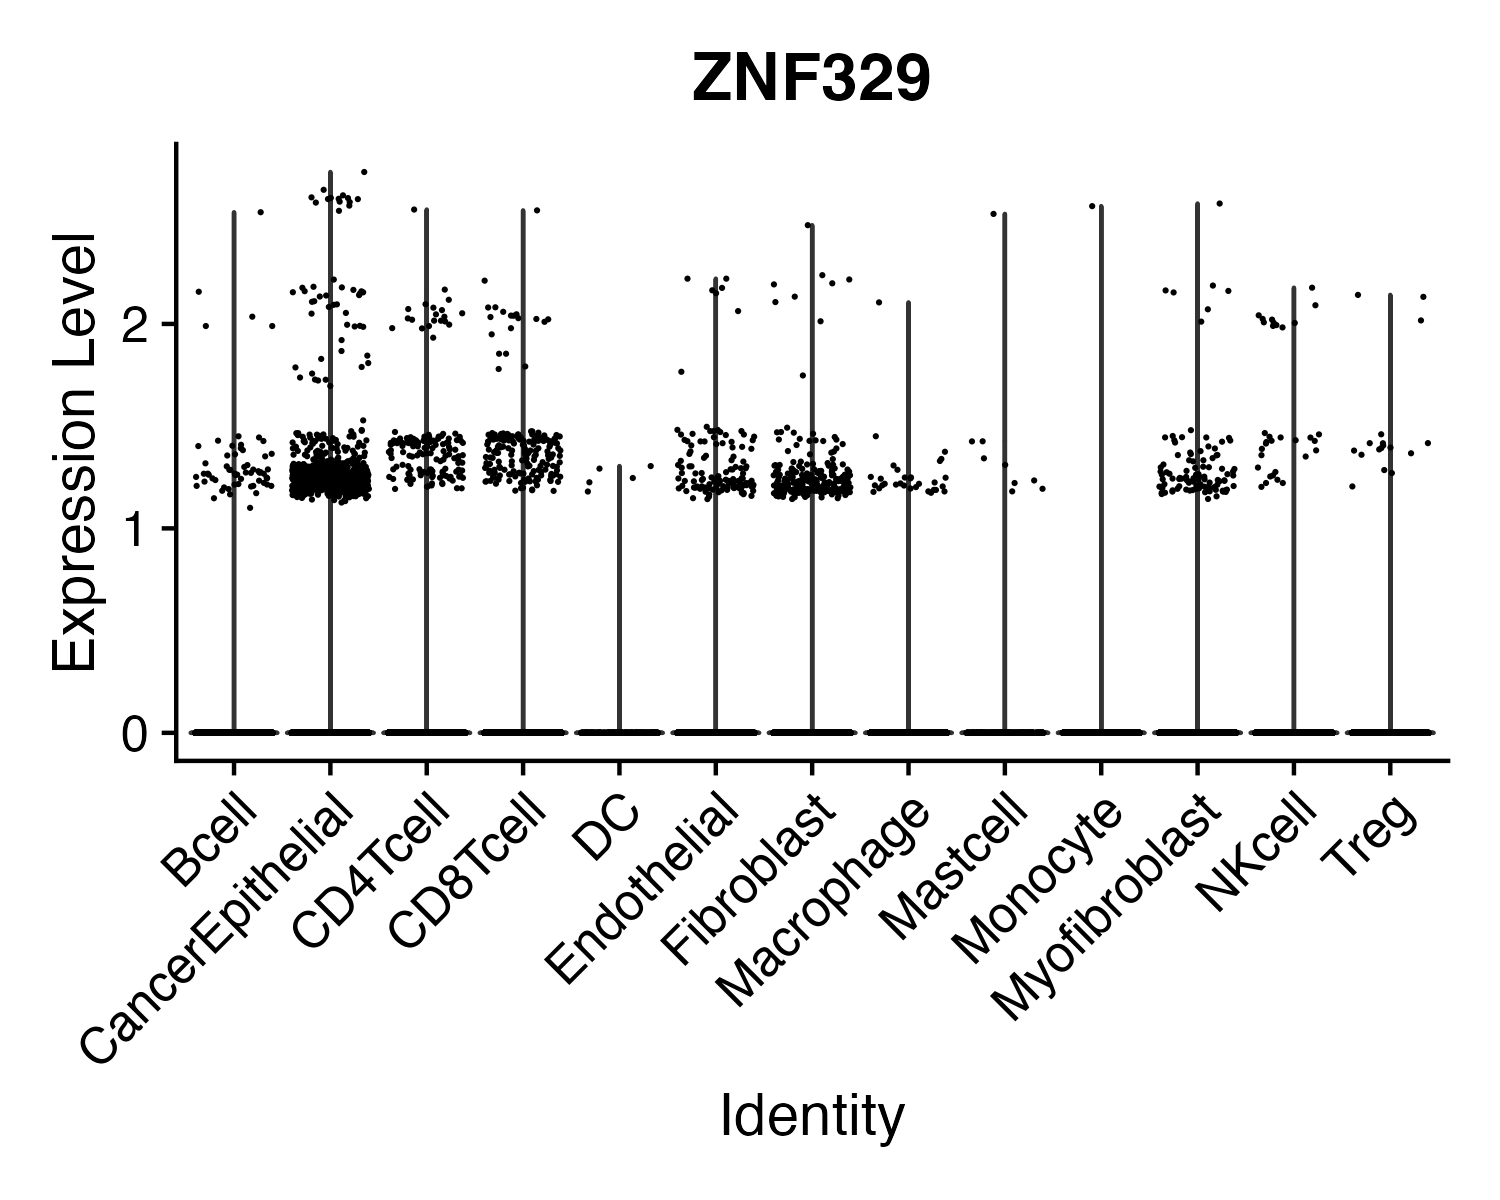 ZNF329
Expression Level
2
1
0
Bcell
CancerEpithelial
CD4Tcell
CD8Tcell
DC
Endothelial
Fibroblast
Macrophage
Mastcell
Monocyte
Myofibroblast
NKcell
Treg
Identity